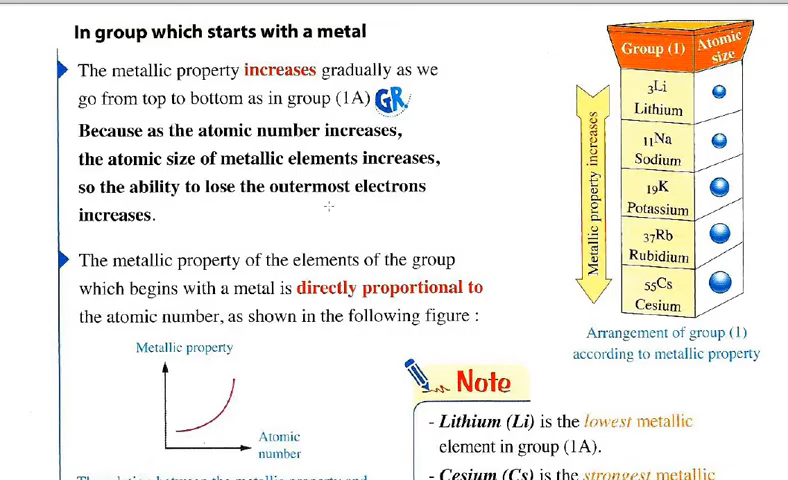 In group which starts with a metal
The metallic property increases gradually as we
go from top to bottom as in group (1A) GR.
Because as the atomic number increases,
the atomic size of metallic elements increases,
so the ability to lose the outermost electrons
increases.
The metallic property of the elements of the group
which begins with a metal is directly proportional to
the atomic number, as shown in the following figure :
Metallic property
Atomic
number
Group (1)
Atomic
size
Metallic property increases
3Li
Lithium
11Na
Sodium
19K
Potassium
37Rb
Rubidium
55Cs
Cesium
Arrangement of group (1)
according to metallic property
Note
- Lithium (Li) is the lowest metallic
element in group (1A).
- Cesium (Cs) is the strongest metallic